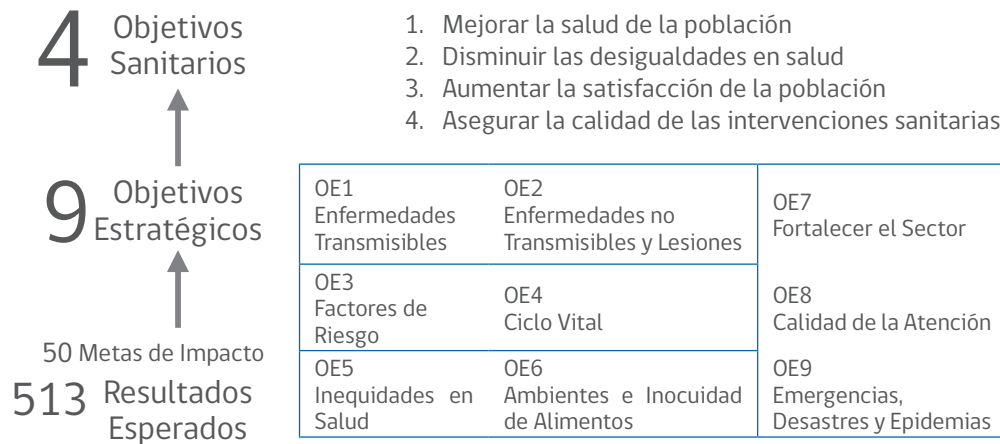 4 Objetivos
Sanitarios
1. Mejorar la salud de la población
2. Disminuir las desigualdades en salud
3. Aumentar la satisfacción de la población
4. Asegurar la calidad de las intervenciones sanitarias
9 Objetivos
Estratégicos
OE1
Enfermedades
Transmisibles
OE2
Enfermedades no
Transmisibles y Lesiones
OE7
Fortalecer el Sector
OE3
Factores de
Riesgo
OE4
Ciclo Vital
OE8
Calidad de la Atención
OE5
Inequidades en
Salud
OE6
Ambientes e Inocuidad
de Alimentos
OE9
Emergencias,
Desastres y Epidemias
50 Metas de Impacto
513 Resultados
Esperados